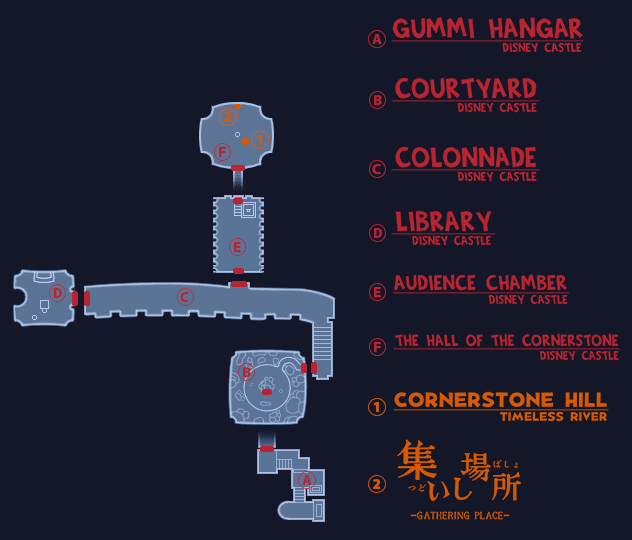 A GUMMI HANGAR
DISNEY CASTLE
B COURTYARD
DISNEY CASTLE
C COLONNADE
DISNEY CASTLE
D LIBRARY
DISNEY CASTLE
E AUDIENCE CHAMBER
DISNEY CASTLE
F THE HALL OF THE CORNERSTONE
DISNEY CASTLE
1 CORNERSTONE HILL
TIMELESS RIVER
2 集いし場所
つど ばしょ
-GATHERING PLACE-
2
1
F
E
D
C
B
A